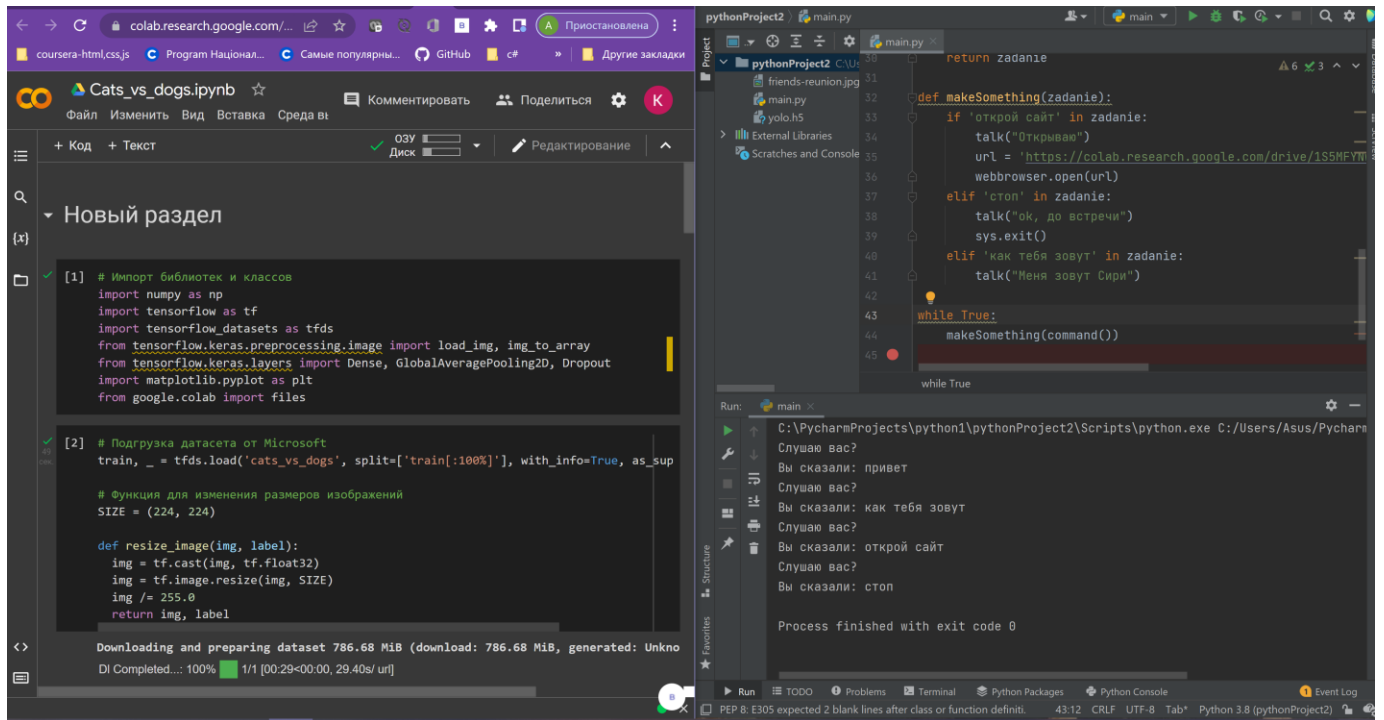 colab.research.google.com/...
Приостановлена
coursera-html,css,js
Program Націонал...
Самые популярны...
GitHub
c#
»
Другие закладки
Cats_vs_dogs.ipynb
Комментировать
Поделиться
K
Файл Изменить Вид Вставка Среда вы
+ Код + Текст
ОЗУ
Диск
Редактирование
Новый раздел
[1] # Импорт библиотек и классов
import numpy as np
import tensorflow as tf
import tensorflow_datasets as tfds
from tensorflow.keras.preprocessing.image import load_img, img_to_array
from tensorflow.keras.layers import Dense, GlobalAveragePooling2D, Dropout
import matplotlib.pyplot as plt
from google.colab import files
[2] # Подгрузка датасета от Microsoft
train, _ = tfds.load('cats_vs_dogs', split=['train[:100%]'], with_info=True, as_sup
# Функция для изменения размеров изображений
SIZE = (224, 224)
def resize_image(img, label):
img = tf.cast(img, tf.float32)
img = tf.image.resize(img, SIZE)
img /= 255.0
return img, label
Downloading and preparing dataset 786.68 MiB (download: 786.68 MiB, generated: Unkno
Dl Completed...: 100% 1/1 [00:29<00:00, 29.40s/ url]
pythonProject2 main.py
main
Project
main.py
pythonProject2 C:\Us
friends-reunion.jpg
main.py
yolo.h5
External Libraries
Scratches and Console
6 3
30 return zadanie
31
32 def makeSomething(zadanie):
33 if 'открой сайт' in zadanie:
34 talk("Открываю")
35 url = 'https://colab.research.google.com/drive/1S5MFYN
36 webbrowser.open(url)
37 elif 'стоп' in zadanie:
38 talk("ok, до встречи")
39 sys.exit()
40 elif 'как тебя зовут' in zadanie:
41 talk("Меня зовут Сири")
42
43 while True:
44 makeSomething(command())
45
while True
Run: main
C:\PycharmProjects\python1\pythonProject2\Scripts\python.exe C:/Users/Asus/Pycharm
Слушаю вас?
Вы сказали: привет
Слушаю вас?
Вы сказали: как тебя зовут
Слушаю вас?
Вы сказали: открой сайт
Слушаю вас?
Вы сказали: стоп
Process finished with exit code 0
Structure
Favorites
Run TODO Problems Terminal Python Packages Python Console 1 Event Log
PEP 8: E305 expected 2 blank lines after class or function definiti. 43:12 CRLF UTF-8 Tab* Python 3.8 (pythonProject2)